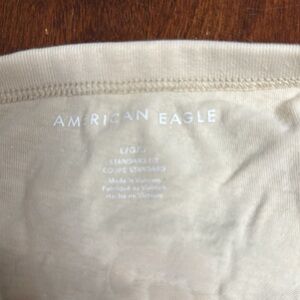 AMERICAN EAGLE
L/G/G
STANDARD FIT
COUPE STANDARD
Made in Vietnam
Fabriqué au Vietnam
Hecho en Vietnam